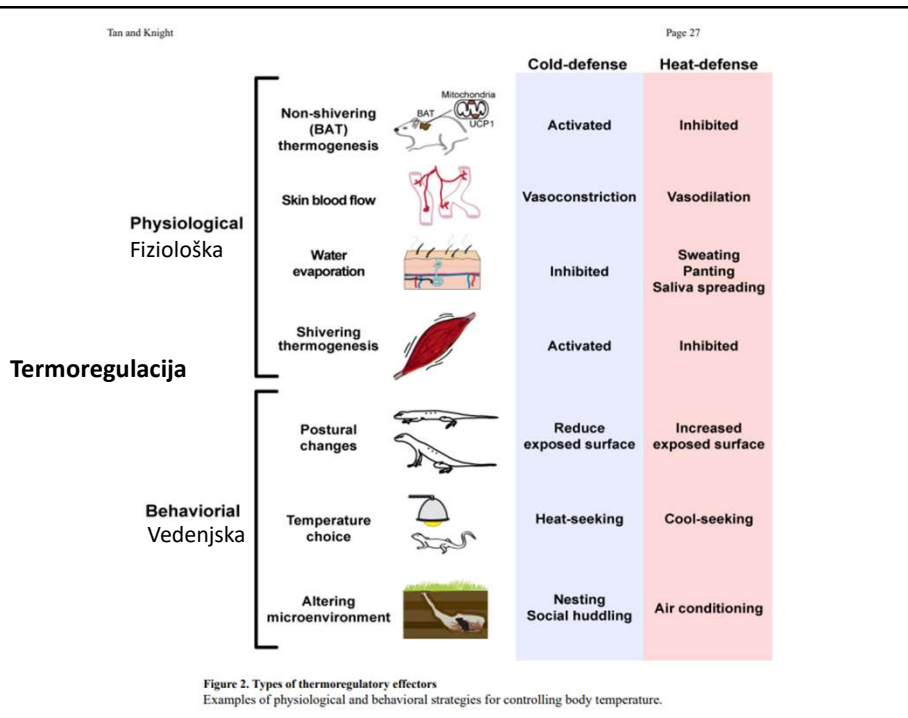 Tan and Knight
Page 27
Cold-defense
Heat-defense
Non-shivering
(BAT)
thermogenesis
BAT
Mitochondria
UCP1
Activated
Inhibited
Skin blood flow
Vasoconstriction
Vasodilation
Physiological
Fiziološka
Water
evaporation
Inhibited
Sweating
Panting
Saliva spreading
Shivering
thermogenesis
Activated
Inhibited
Termoregulacija
Postural
changes
Reduce
exposed surface
Increased
exposed surface
Behaviorial
Vedenjska
Temperature
choice
Heat-seeking
Cool-seeking
Altering
microenvironment
Nesting
Social huddling
Air conditioning
Figure 2. Types of thermoregulatory effectors
Examples of physiological and behavioral strategies for controlling body temperature.